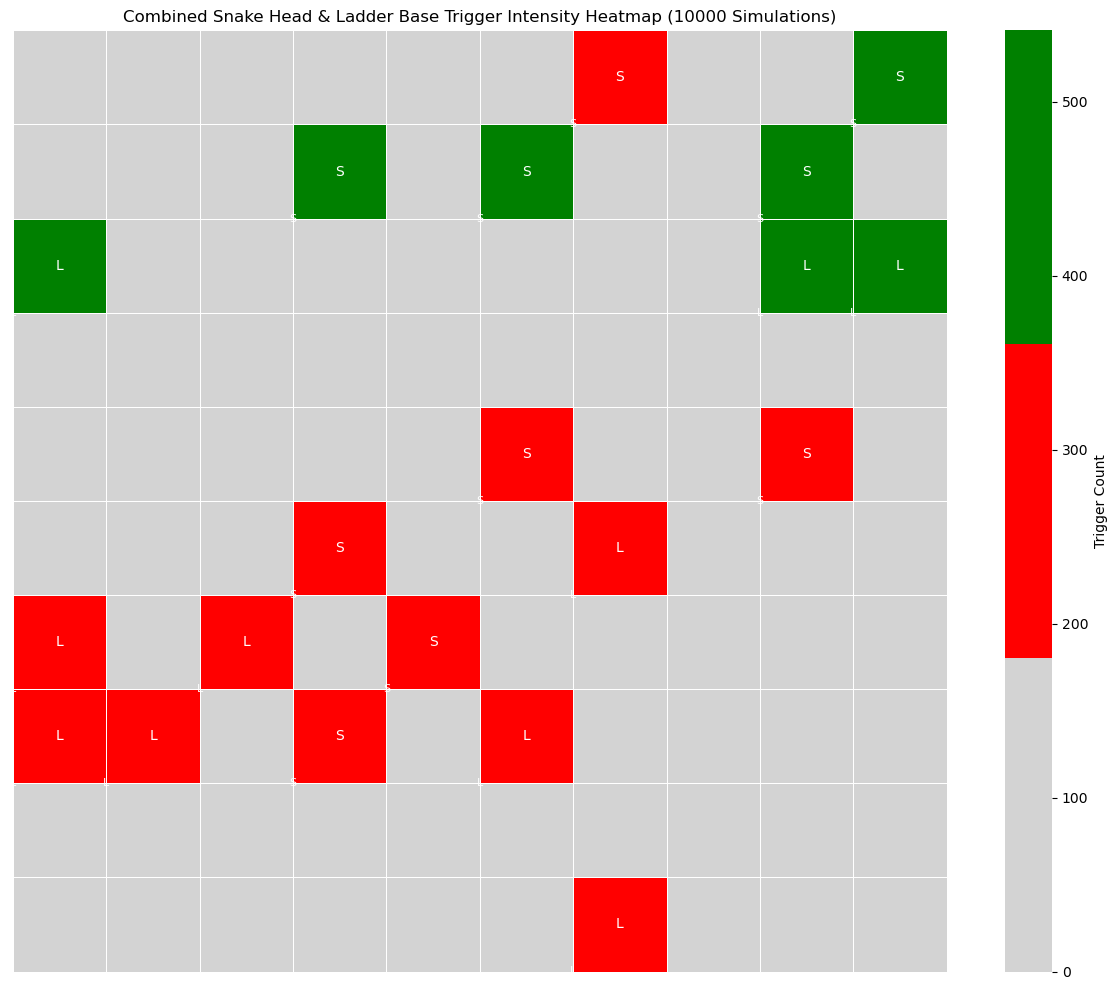 Combined Snake Head & Ladder Base Trigger Intensity Heatmap (10000 Simulations)
S S
S S
500
S S S
S S S
L L L
400
L L
S S
300
S S
S L
S L
L L S
200
L S
L L S L
L S L
100
L
0
Trigger Count